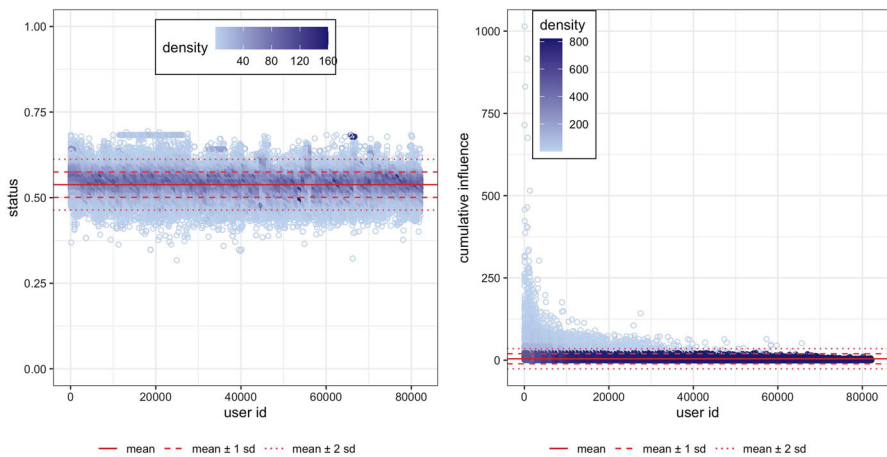 density
40 80 120 160
1.00
0.75
0.50
0.25
0.00
status
0 20000 40000 60000 80000
user id
mean mean ± 1 sd mean ± 2 sd
density
800
600
400
200
1000
750
500
250
0
cumulative influence
0 20000 40000 60000 80000
user id
mean mean ± 1 sd mean ± 2 sd